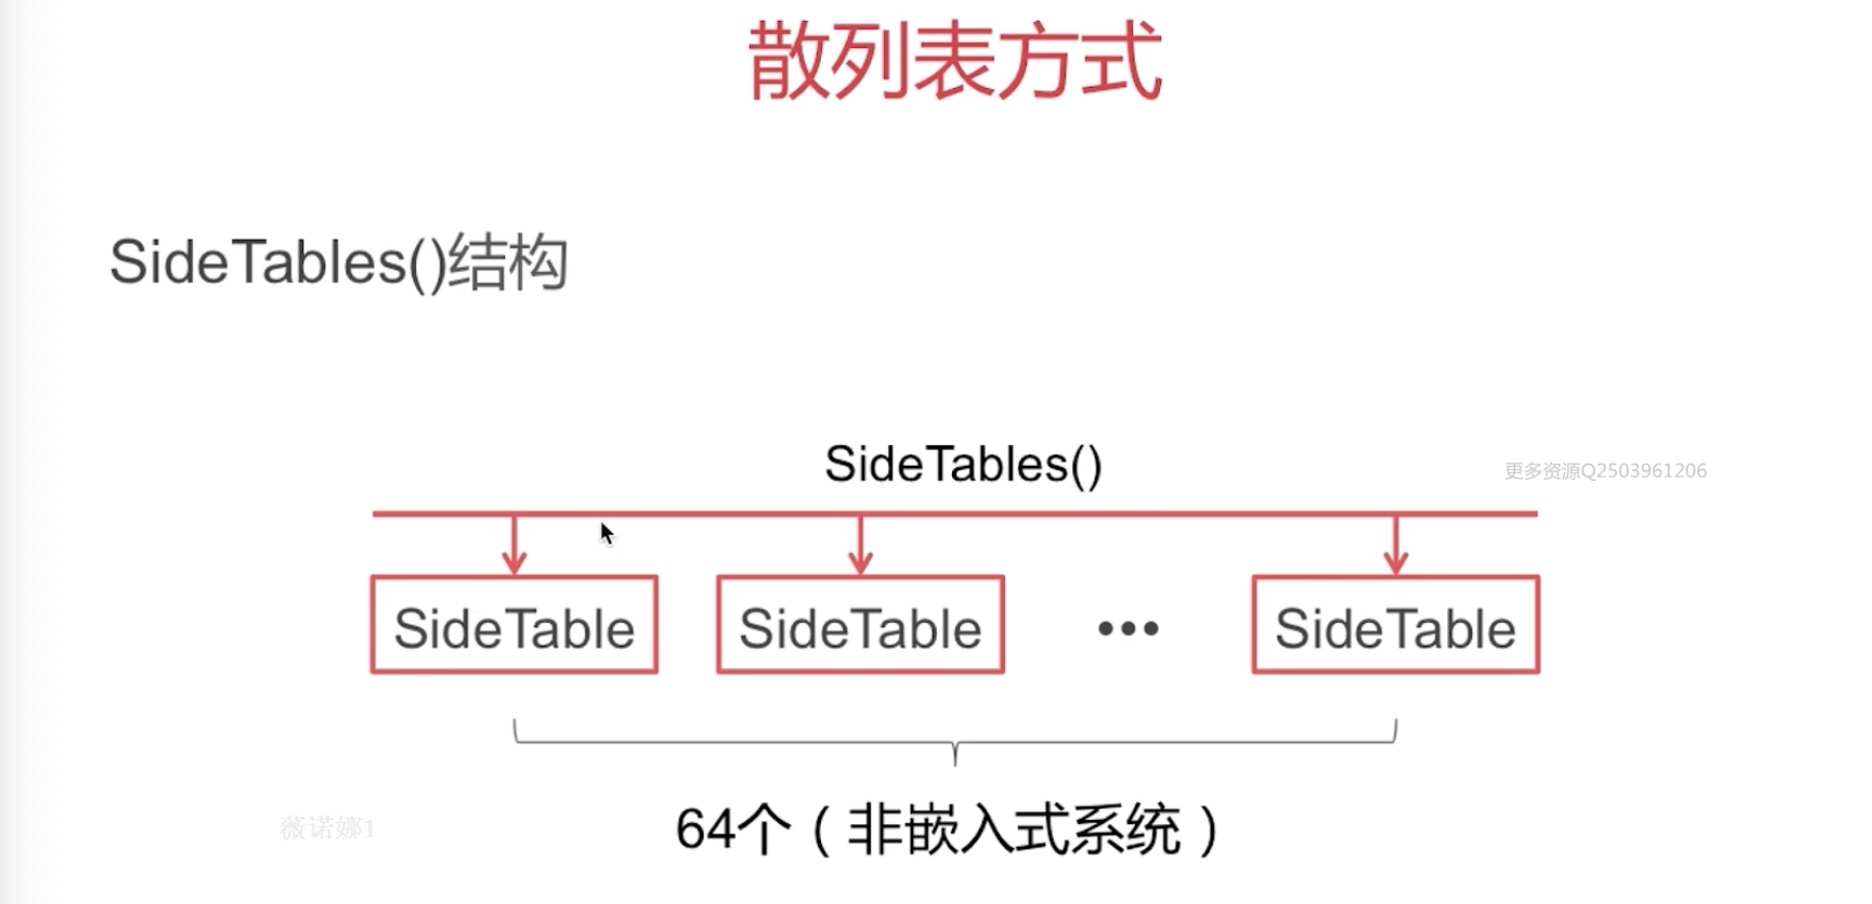 散列表方式
SideTables()结构
SideTables()
更多资源Q2503961206
SideTable
SideTable
•••
SideTable
64个（非嵌入式系统）
薇诺娜1